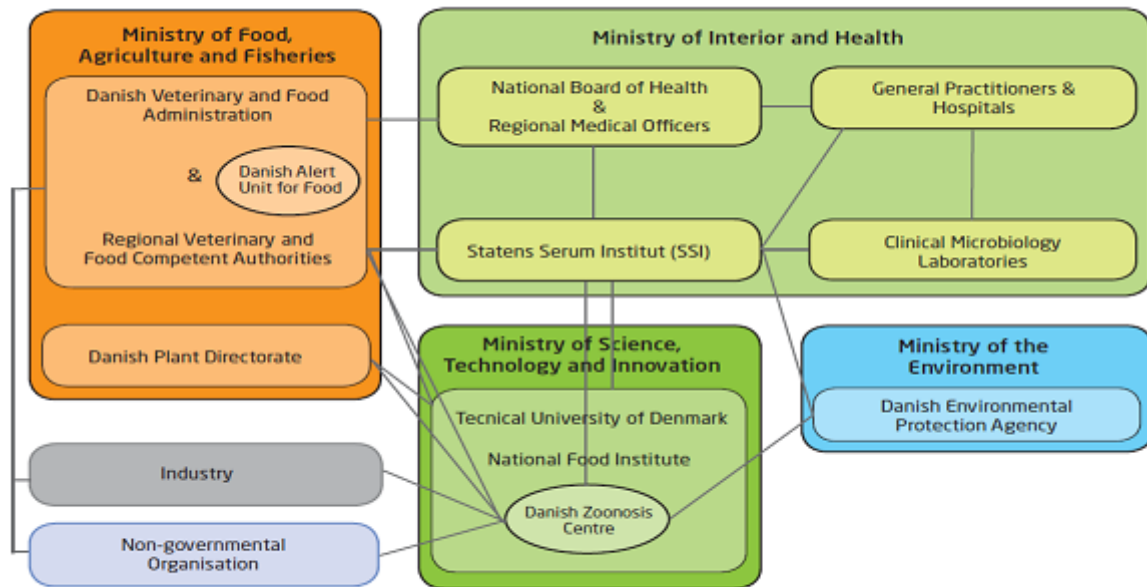 Ministry of Food,
Agriculture and Fisheries
Danish Veterinary and Food
Administration
&
Danish Alert
Unit for Food
Regional Veterinary and
Food Competent Authorities
Danish Plant Directorate
Industry
Non-governmental
Organisation
Ministry of Interior and Health
National Board of Health
&
Regional Medical Officers
General Practitioners &
Hospitals
Statens Serum Institut (SSI)
Clinical Microbiology
Laboratories
Ministry of Science,
Technology and Innovation
Tecnical University of Denmark
National Food Institute
Danish Zoonosis
Centre
Ministry of the
Environment
Danish Environmental
Protection Agency